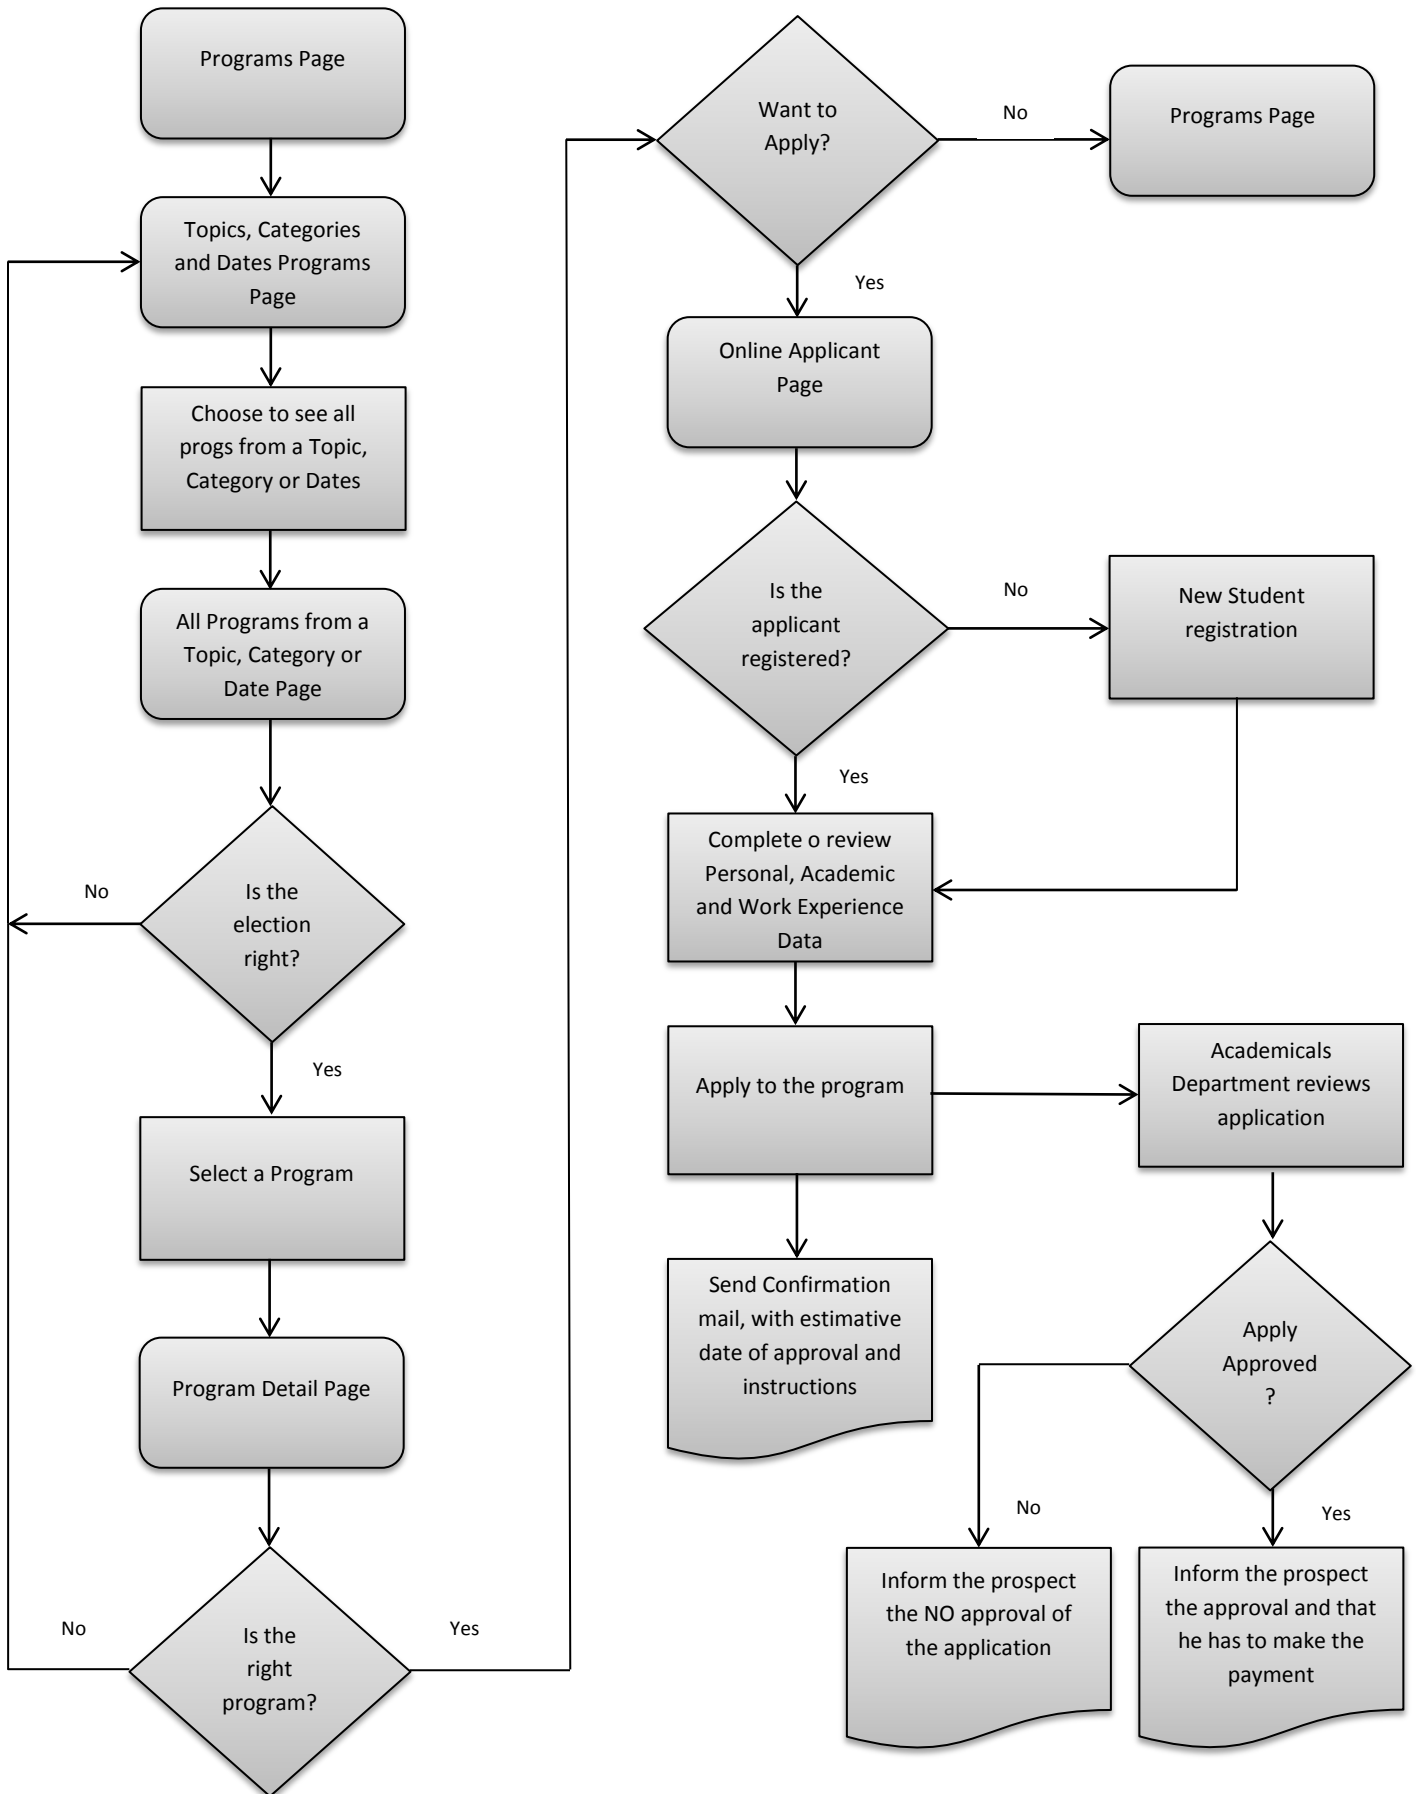 Programs Page
Topics, Categories
and Dates Programs
Page
Choose to see all
progs from a Topic,
Category or Dates
All Programs from a
Topic, Category or
Date Page
Is the
election
right?
No
Yes
Select a Program
Program Detail Page
Is the
right
program?
No
Yes
Want to
Apply?
No
Programs Page
Yes
Online Applicant
Page
Is the
applicant
registered?
No
New Student
registration
Yes
Complete o review
Personal, Academic
and Work Experience
Data
Apply to the program
Academicals
Department reviews
application
Send Confirmation
mail, with estimative
date of approval and
instructions
Apply
Approved
?
No
Yes
Inform the prospect
the NO approval of
the application
Inform the prospect
the approval and that
he has to make the
payment